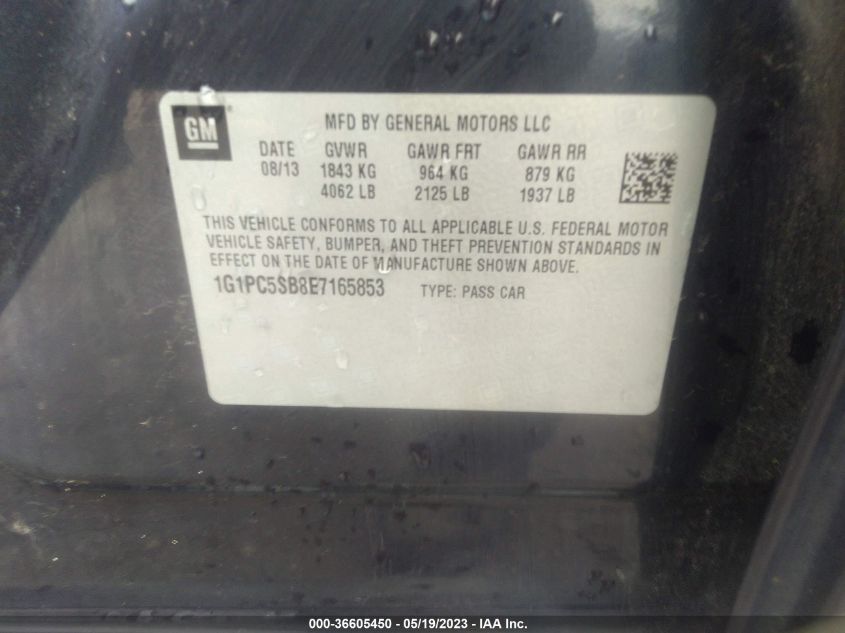 GM
MFD BY GENERAL MOTORS LLC
DATE GVWR GAWR FRT GAWR RR
08/13 1843 KG 964 KG 879 KG
4062 LB 2125 LB 1937 LB
THIS VEHICLE CONFORMS TO ALL APPLICABLE U.S. FEDERAL MOTOR
VEHICLE SAFETY, BUMPER, AND THEFT PREVENTION STANDARDS IN
EFFECT ON THE DATE OF MANUFACTURE SHOWN ABOVE.
1G1PC5SB8E7165853 TYPE: PASS CAR
000-36605450 - 05/19/2023 - IAA Inc.